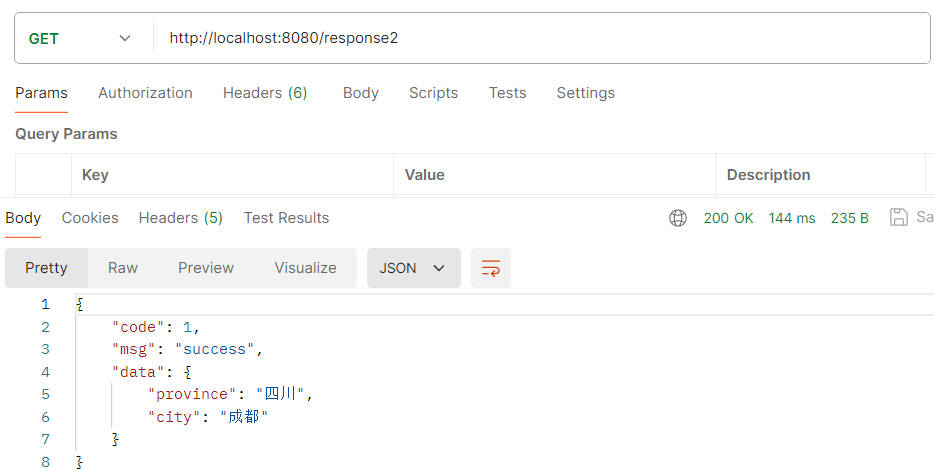 GET http://localhost:8080/response2
Params Authorization Headers (6) Body Scripts Tests Settings
Query Params
Key Value Description
Body Cookies Headers (5) Test Results 200 OK 144 ms 235 B Sa
Pretty Raw Preview Visualize JSON
1 {
2 "code": 1,
3 "msg": "success",
4 "data": {
5 "province": "四川",
6 "city": "成都"
7 }
8 }